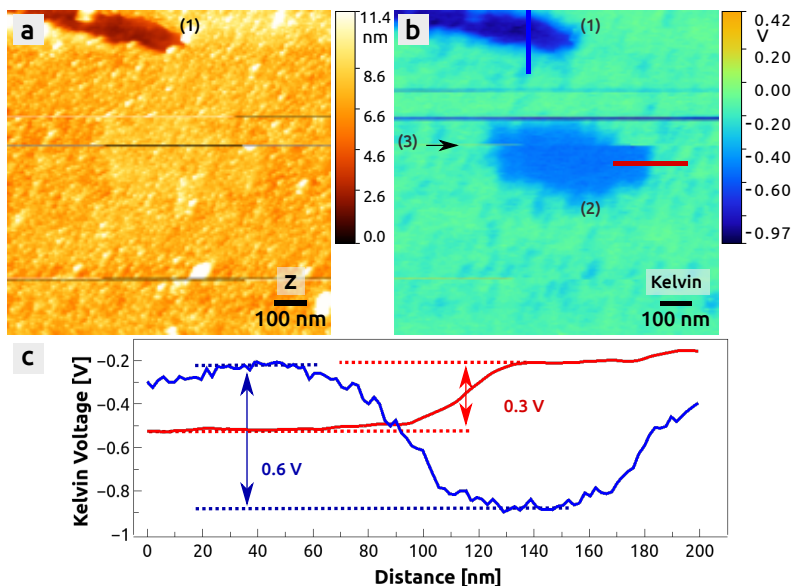 a
(1)
11.4
nm
8.6
6.6
4.6
2.6
0.0
Z
100 nm
b
(1)
(3)
(2)
Kelvin
100 nm
0.42
V
0.20
0.00
-0.20
-0.40
-0.60
-0.97
c
Kelvin Voltage [V]
−0.2
−0.4
−0.6
−0.8
−1
0.6 V
0.3 V
0 20 40 60 80 100 120 140 160 180 200
Distance [nm]